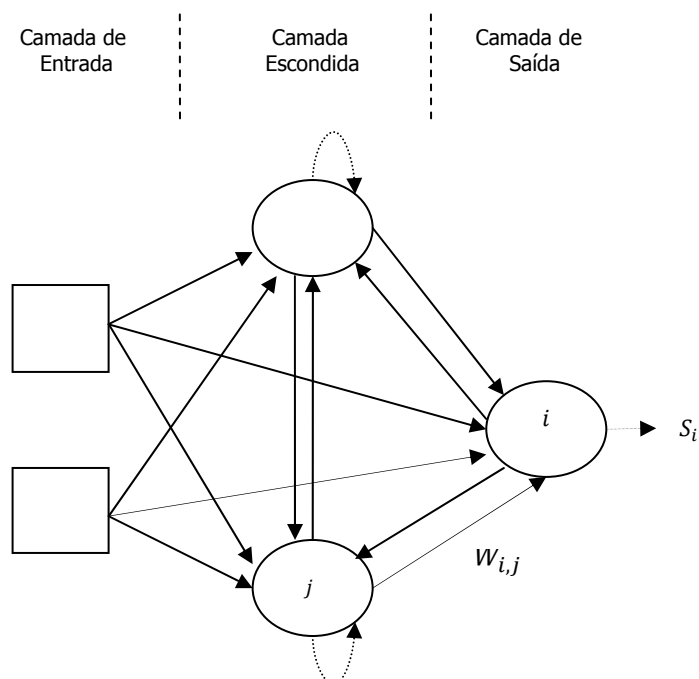 Camada de
Entrada
Camada
Escondida
Camada de
Saída
i
S_i
W_{i,j}
j